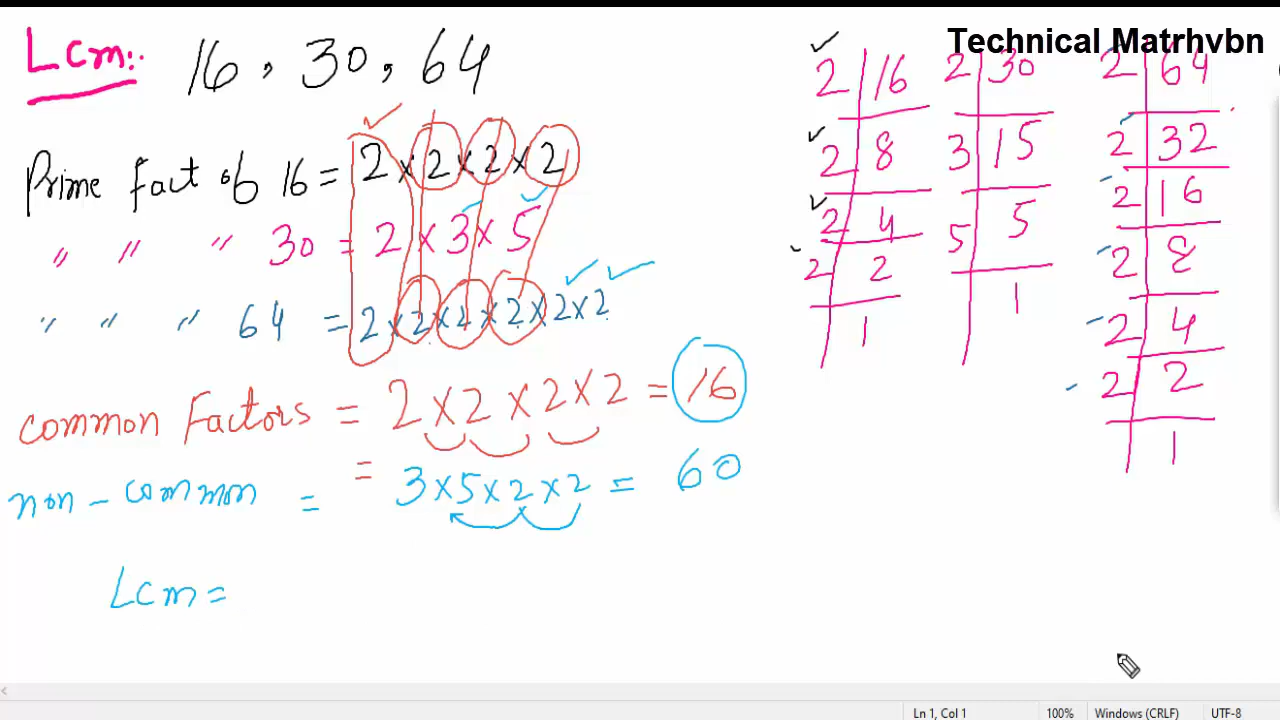 Technical Matrhvbn
Lcm:- 16, 30, 64
Prime fact of 16 = 2 × 2 × 2 × 2
〃 〃 〃 30 = 2 × 3 × 5
〃 〃 〃 64 = 2 × 2 × 2 × 2 × 2 × 2
common Factors = 2 × 2 × 2 × 2 = 16
=
non - common = 3 × 5 × 2 × 2 = 60
Lcm =
2 16
2 8
2 4
2 2
1
2 30
3 15
5 5
1
2 64
2 32
2 16
2 8
2 4
2 2
1
Ln 1, Col 1 100% Windows (CRLF) UTF-8